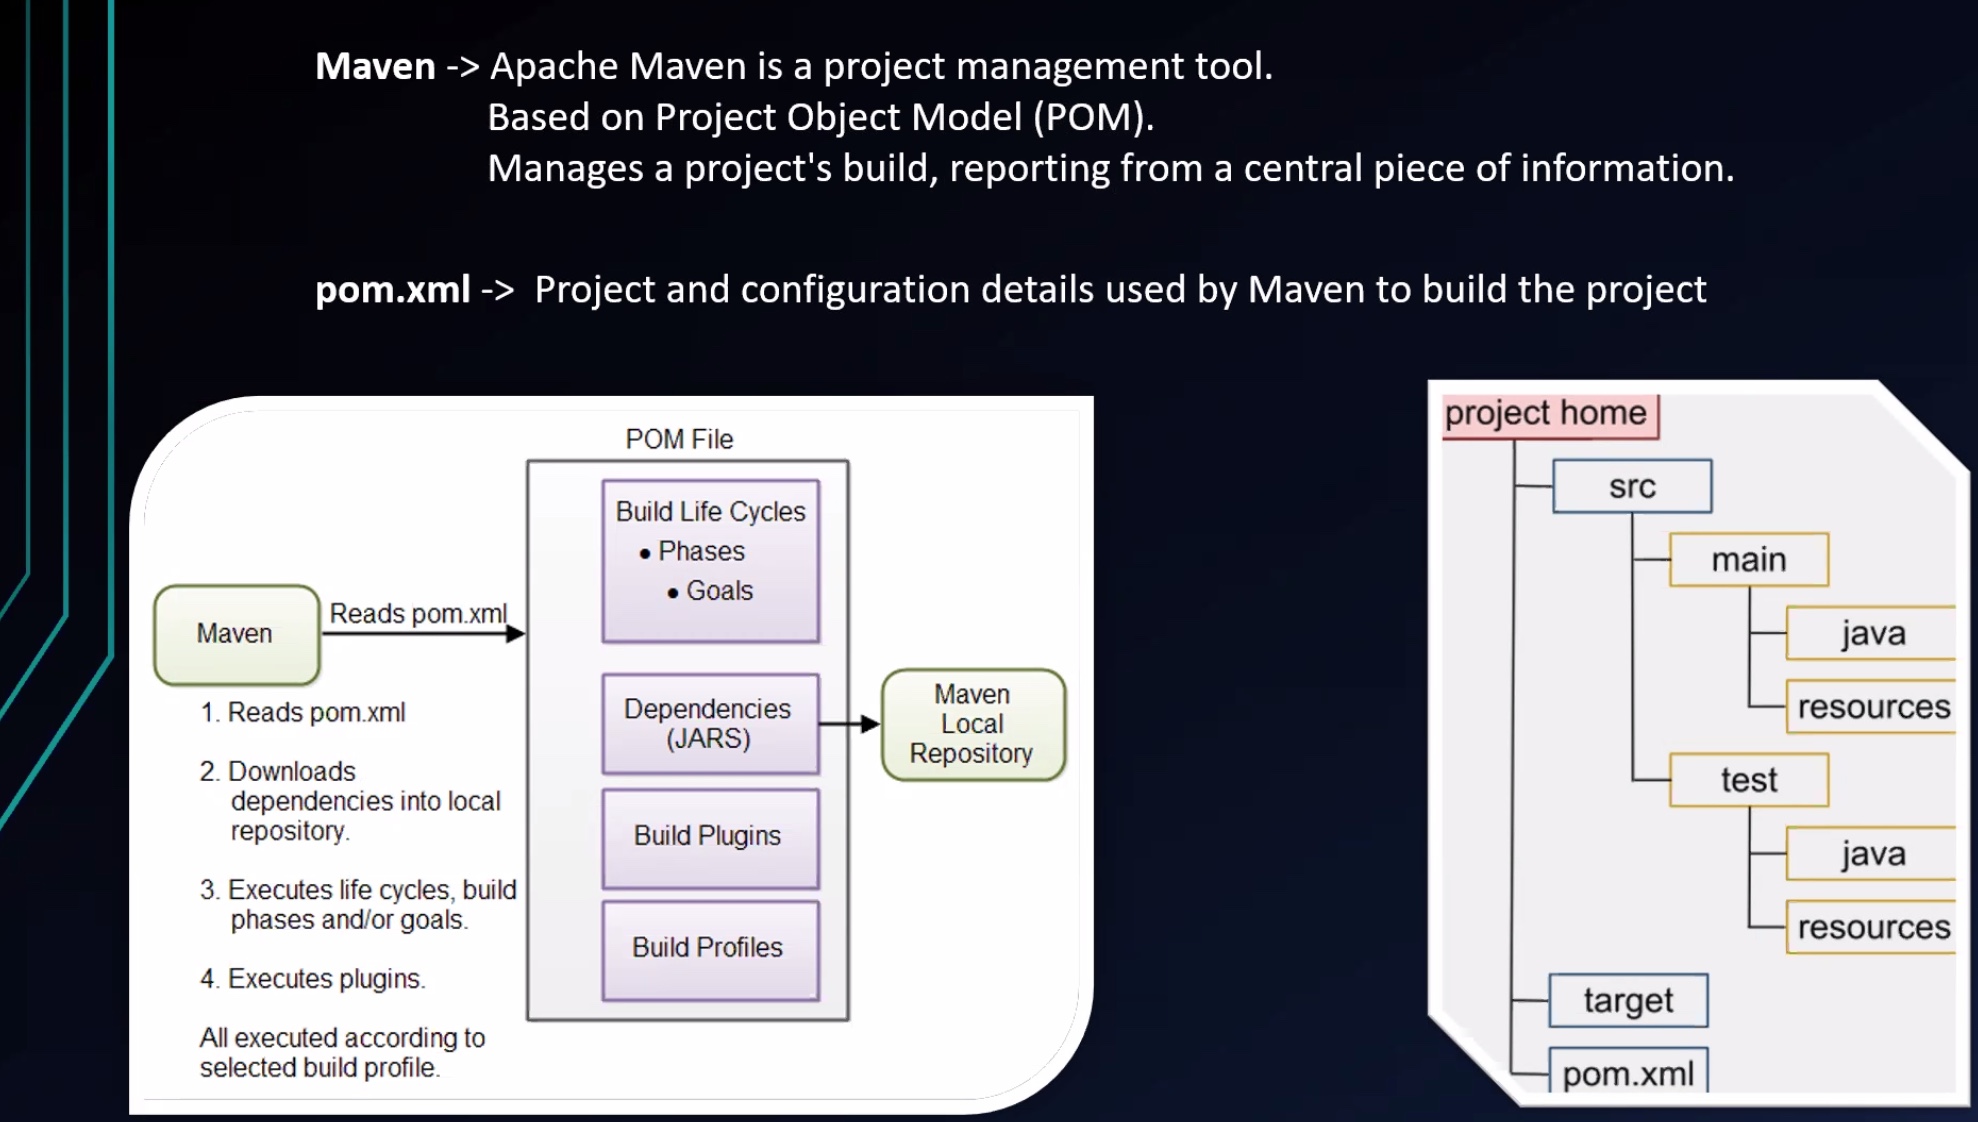 Maven -> Apache Maven is a project management tool.
Based on Project Object Model (POM).
Manages a project's build, reporting from a central piece of information.
pom.xml -> Project and configuration details used by Maven to build the project
POM File
Build Life Cycles
• Phases
• Goals
Maven
Reads pom.xml
Dependencies
(JARS)
Maven
Local
Repository
Build Plugins
Build Profiles
1. Reads pom.xml
2. Downloads
dependencies into local
repository.
3. Executes life cycles, build
phases and/or goals.
4. Executes plugins.
All executed according to
selected build profile.
project home
src
main
java
resources
test
java
resources
target
pom.xml